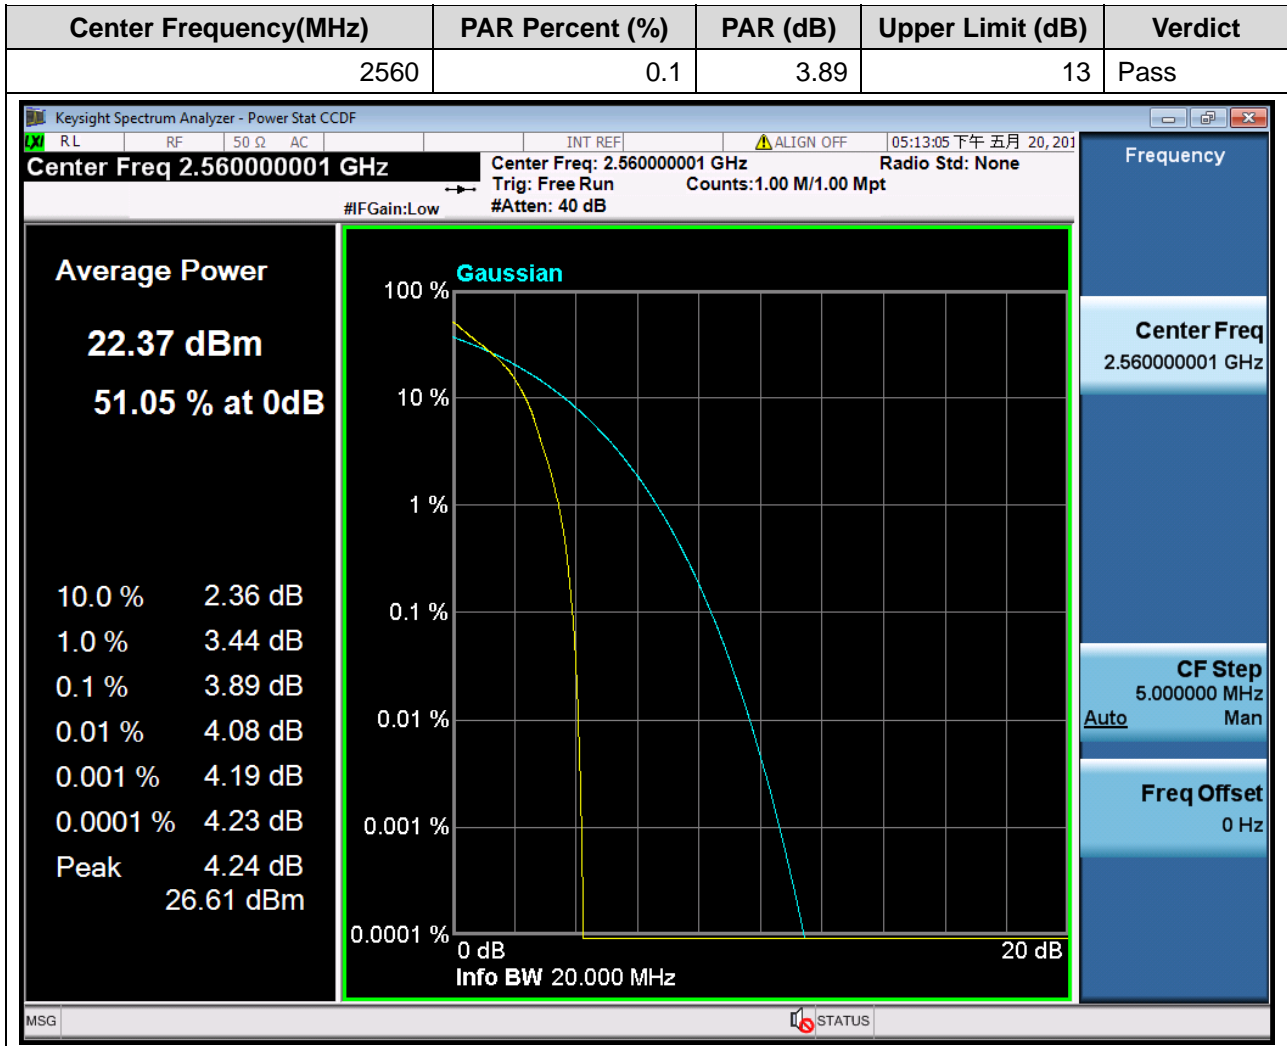 Center Frequency(MHz) PAR Percent (%) PAR (dB) Upper Limit (dB) Verdict
2560 0.1 3.89 13 Pass
Keysight Spectrum Analyzer - Power Stat CCDF
LXI RL RF 50 Ω AC INT REF ALIGN OFF 05:13:05 下午 五月 20, 201
Center Freq 2.560000001 GHz
Center Freq: 2.560000001 GHz Radio Std: None
Trig: Free Run Counts:1.00 M/1.00 Mpt
#IFGain:Low #Atten: 40 dB
Average Power
22.37 dBm
51.05 % at 0dB
10.0 % 2.36 dB
1.0 % 3.44 dB
0.1 % 3.89 dB
0.01 % 4.08 dB
0.001 % 4.19 dB
0.0001 % 4.23 dB
Peak 4.24 dB
26.61 dBm
Gaussian
100 %
10 %
1 %
0.1 %
0.01 %
0.001 %
0.0001 %
0 dB 20 dB
Info BW 20.000 MHz
Frequency
Center Freq
2.560000001 GHz
CF Step
5.000000 MHz
Auto Man
Freq Offset
0 Hz
MSG STATUS